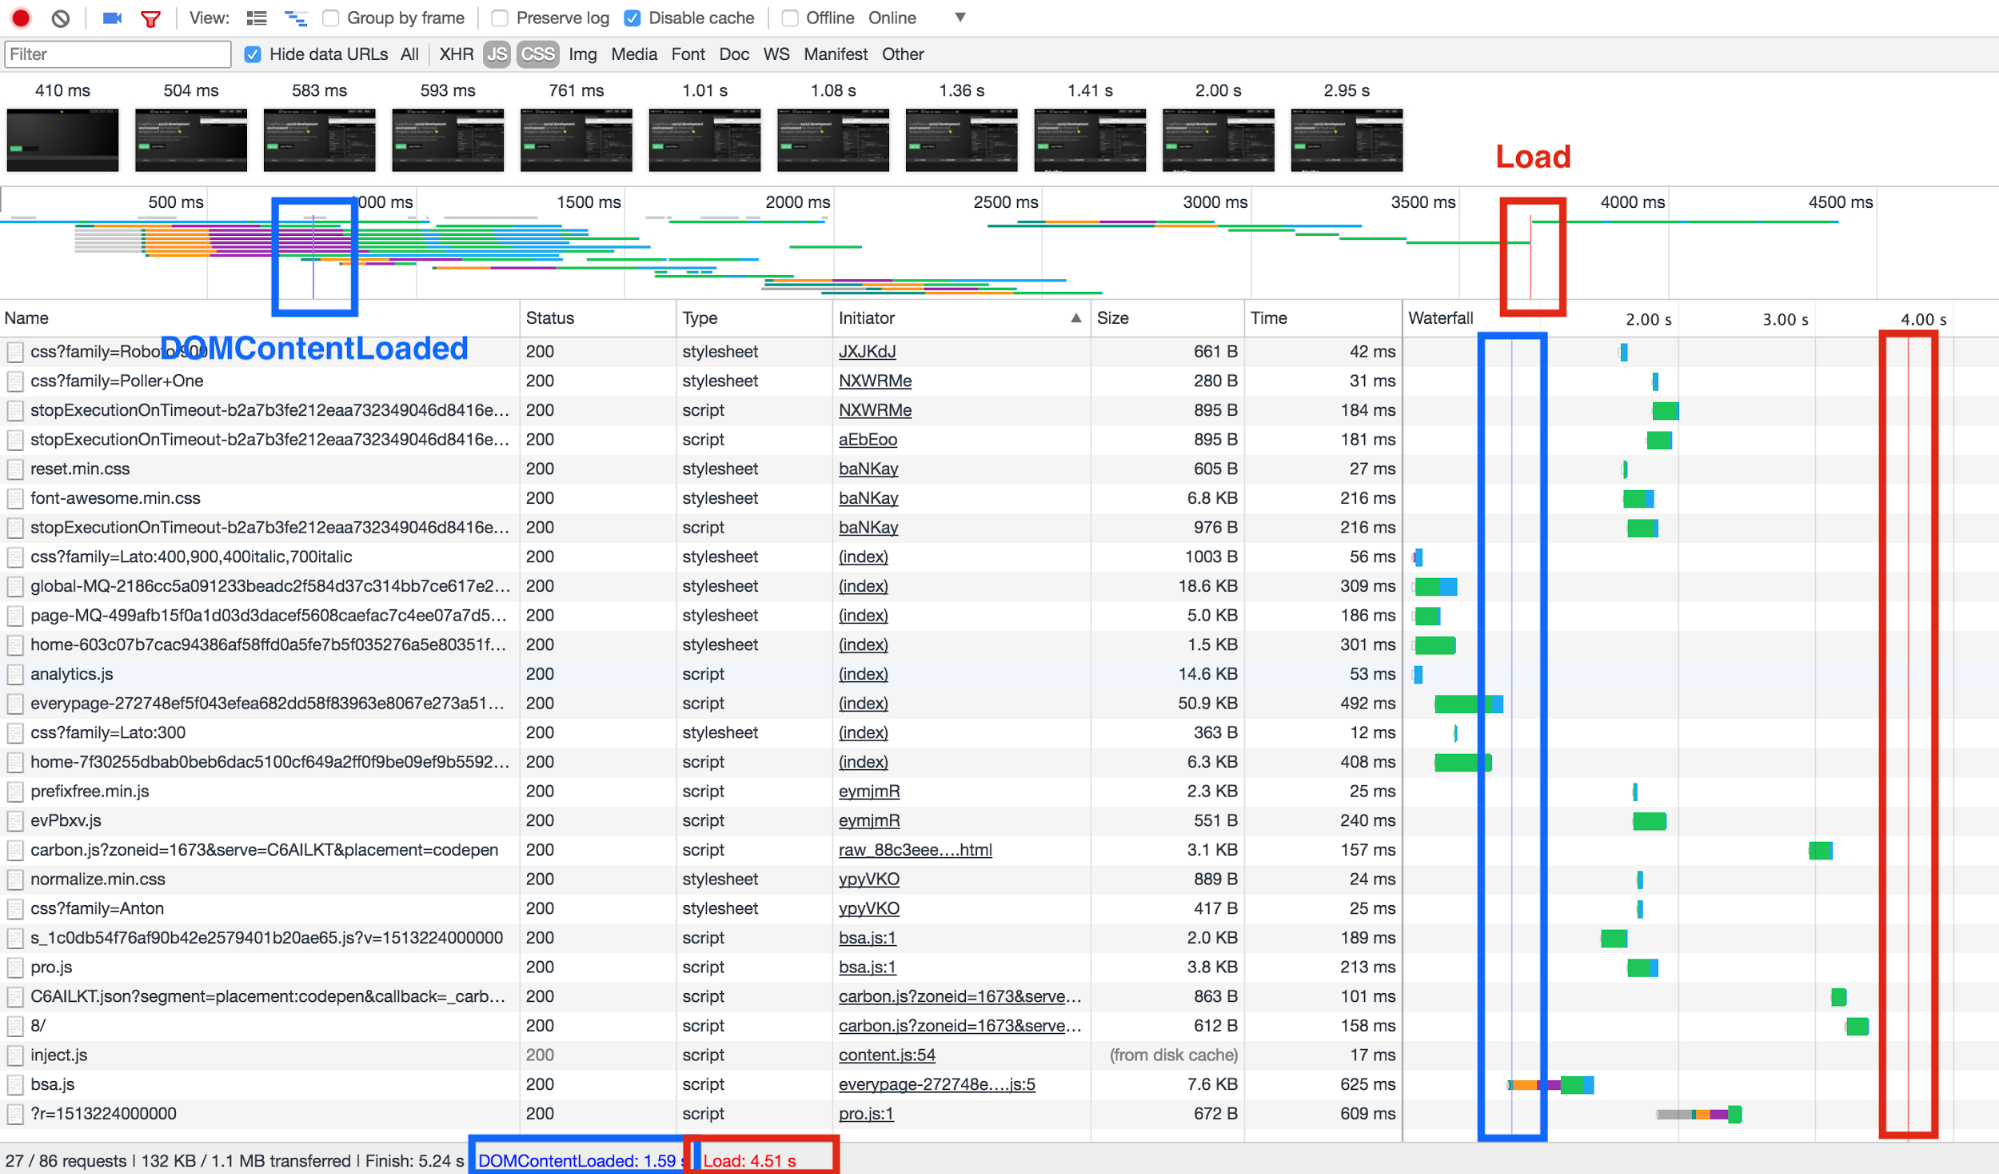 View: Group by frame Preserve log Disable cache Offline Online ▼
Filter Hide data URLs All XHR JS CSS Img Media Font Doc WS Manifest Other
410 ms 504 ms 583 ms 593 ms 761 ms 1.01 s 1.08 s 1.36 s 1.41 s 2.00 s 2.95 s
Load
500 ms 1000 ms 1500 ms 2000 ms 2500 ms 3000 ms 3500 ms 4000 ms 4500 ms
Name Status Type Initiator ▲ Size Time Waterfall 2.00 s 3.00 s 4.00 s
DOMContentLoaded
css?family=Roboto:900 200 stylesheet JXJKdJ 661 B 42 ms
css?family=Poller+One 200 stylesheet NXWRMe 280 B 31 ms
stopExecutionOnTimeout-b2a7b3fe212eaa732349046d8416e… 200 script NXWRMe 895 B 184 ms
stopExecutionOnTimeout-b2a7b3fe212eaa732349046d8416e… 200 script aEbEoo 895 B 181 ms
reset.min.css 200 stylesheet baNKay 605 B 27 ms
font-awesome.min.css 200 stylesheet baNKay 6.8 KB 216 ms
stopExecutionOnTimeout-b2a7b3fe212eaa732349046d8416e… 200 script baNKay 976 B 216 ms
css?family=Lato:400,900,400italic,700italic 200 stylesheet (index) 1003 B 56 ms
global-MQ-2186cc5a091233beadc2f584d37c314bb7ce617e2… 200 stylesheet (index) 18.6 KB 309 ms
page-MQ-499afb15f0a1d03d3dacef5608caefac7c4ee07a7d5… 200 stylesheet (index) 5.0 KB 186 ms
home-603c07b7cac94386af58ffd0a5fe7b5f035276a5e80351f… 200 stylesheet (index) 1.5 KB 301 ms
analytics.js 200 script (index) 14.6 KB 53 ms
everypage-272748ef5f043efea682dd58f83963e8067e273a51… 200 script (index) 50.9 KB 492 ms
css?family=Lato:300 200 stylesheet (index) 363 B 12 ms
home-7f30255dbab0beb6dac5100cf649a2ff0f9be09ef9b5592… 200 script (index) 6.3 KB 408 ms
prefixfree.min.js 200 script eymjmR 2.3 KB 25 ms
evPbxv.js 200 script eymjmR 551 B 240 ms
carbon.js?zoneid=1673&serve=C6AILKT&placement=codepen 200 script raw_88c3eee….html 3.1 KB 157 ms
normalize.min.css 200 stylesheet ypyVKO 889 B 24 ms
css?family=Anton 200 stylesheet ypyVKO 417 B 25 ms
s_1c0db54f76af90b42e2579401b20ae65.js?v=1513224000000 200 script bsa.js:1 2.0 KB 189 ms
pro.js 200 script bsa.js:1 3.8 KB 213 ms
C6AILKT.json?segment=placement:codepen&callback=_carb… 200 script carbon.js?zoneid=1673&serve… 863 B 101 ms
8/ 200 script carbon.js?zoneid=1673&serve… 612 B 158 ms
inject.js 200 script content.js:54 (from disk cache) 17 ms
bsa.js 200 script everypage-272748e….js:5 7.6 KB 625 ms
?r=1513224000000 200 script pro.js:1 672 B 609 ms
27 / 86 requests | 132 KB / 1.1 MB transferred | Finish: 5.24 s DOMContentLoaded: 1.59 s Load: 4.51 s